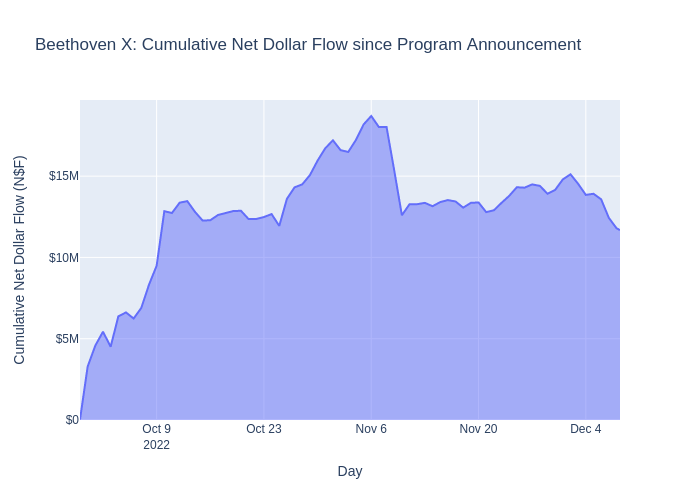 Beethoven X: Cumulative Net Dollar Flow since Program Announcement
Cumulative Net Dollar Flow (N$F)
$15M
$10M
$5M
$0
Oct 9
2022
Oct 23
Nov 6
Nov 20
Dec 4
Day